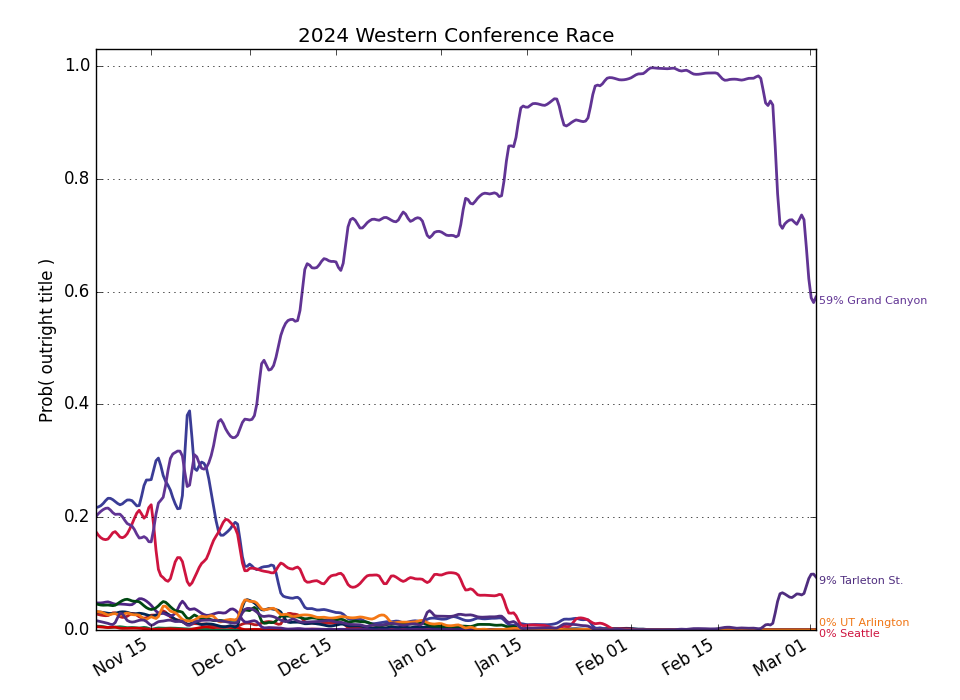 2024 Western Conference Race
Prob( outright title )
1.0
0.8
0.6
0.4
0.2
0.0
59% Grand Canyon
9% Tarleton St.
0% UT Arlington
0% Seattle
Nov 15
Dec 01
Dec 15
Jan 01
Jan 15
Feb 01
Feb 15
Mar 01